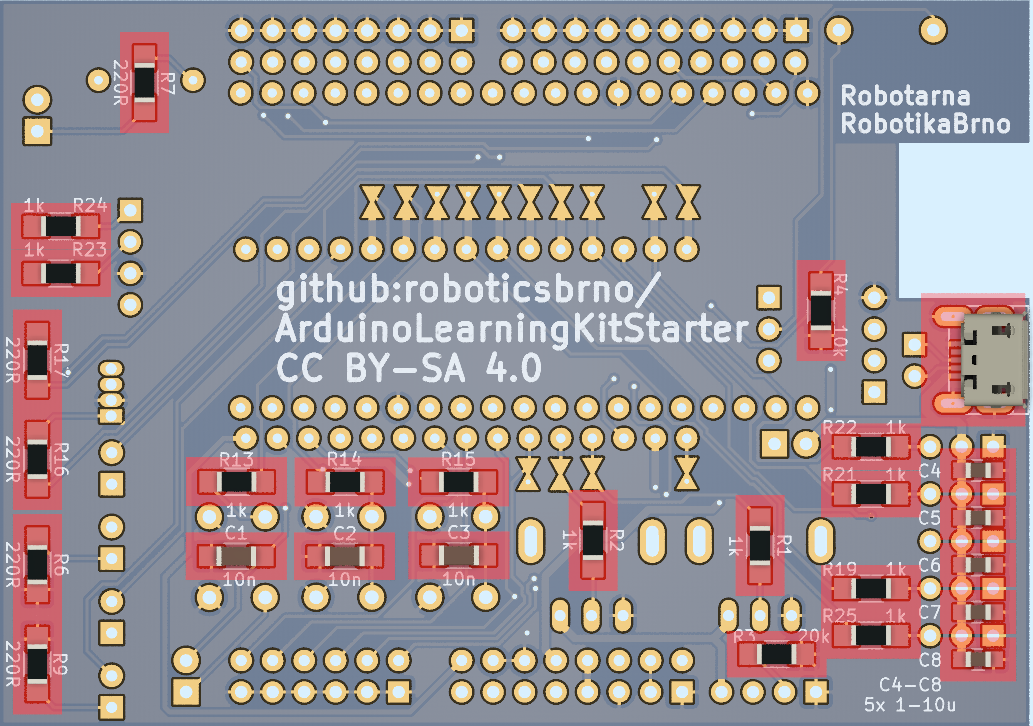 R7
220R
Robotarna
RobotikaBrno
1k R24
1k R23
github:roboticsbrno/
ArduinoLearningKitStarter
CC BY-SA 4.0
R4
10k
R17
220R
R16
220R
R6
220R
R9
220R
R13
1k
C1
10n
R14
1k
C2
10n
R15
1k
C3
10n
R2
1k
R1
1k
R3 20k
R22 1k
R21 1k
R19 1k
R25 1k
C4
C5
C6
C7
C8
C4-C8
5x 1-10u